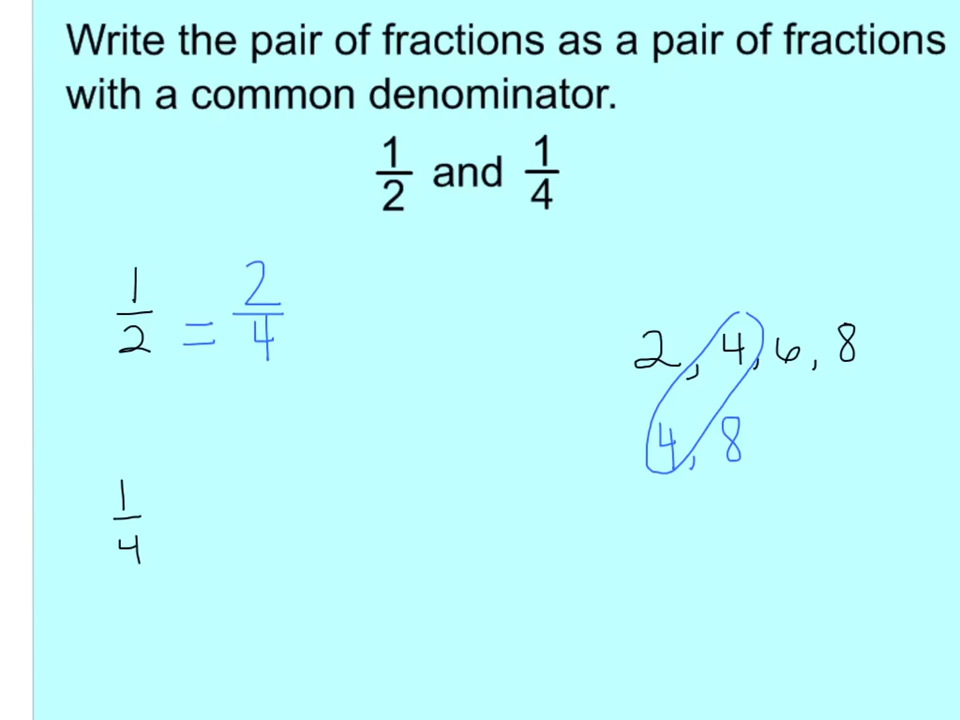 Write the pair of fractions as a pair of fractions
with a common denominator.
1/2 and 1/4
1/2 = 2/4
2, 4, 6, 8
4, 8
1/4